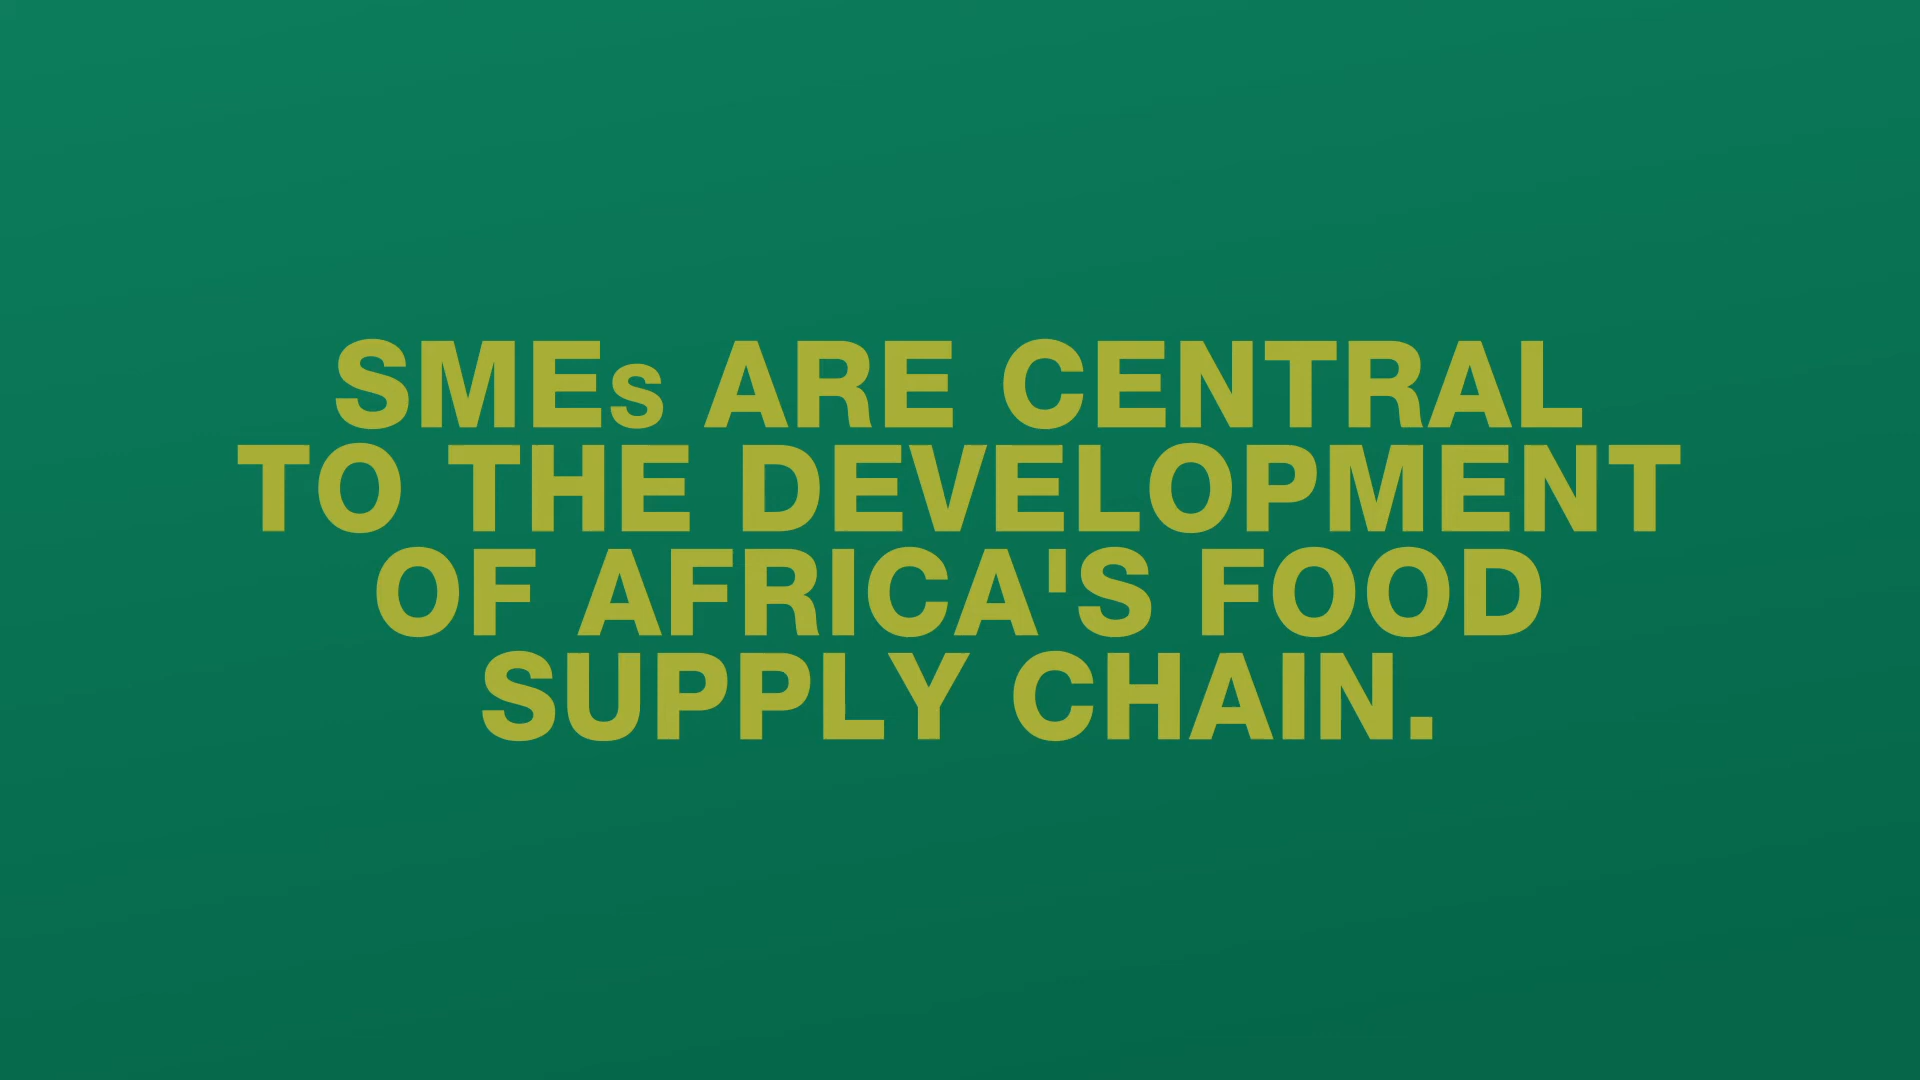 SMEs ARE CENTRAL
TO THE DEVELOPMENT
OF AFRICA'S FOOD
SUPPLY CHAIN.